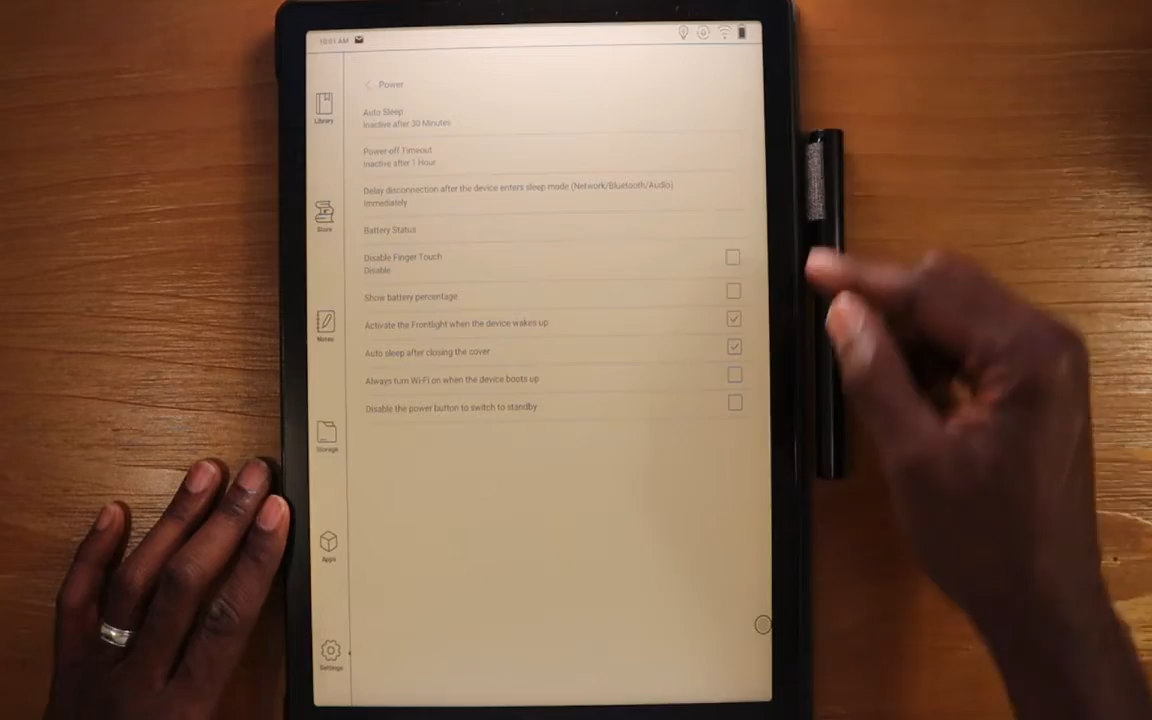 10:01 AM
Power
Auto Sleep
Inactive after 30 Minutes
Power-off Timeout
Inactive after 1 Hour
Delay disconnection after the device enters sleep mode (Network/Bluetooth/Audio)
Immediately
Battery Status
Disable Finger Touch
Disable
Show battery percentage
Activate the Frontlight when the device wakes up
Auto sleep after closing the cover
Always turn Wi-Fi on when the device boots up
Disable the power button to switch to standby
Library
Store
Notes
Storage
Apps
Settings